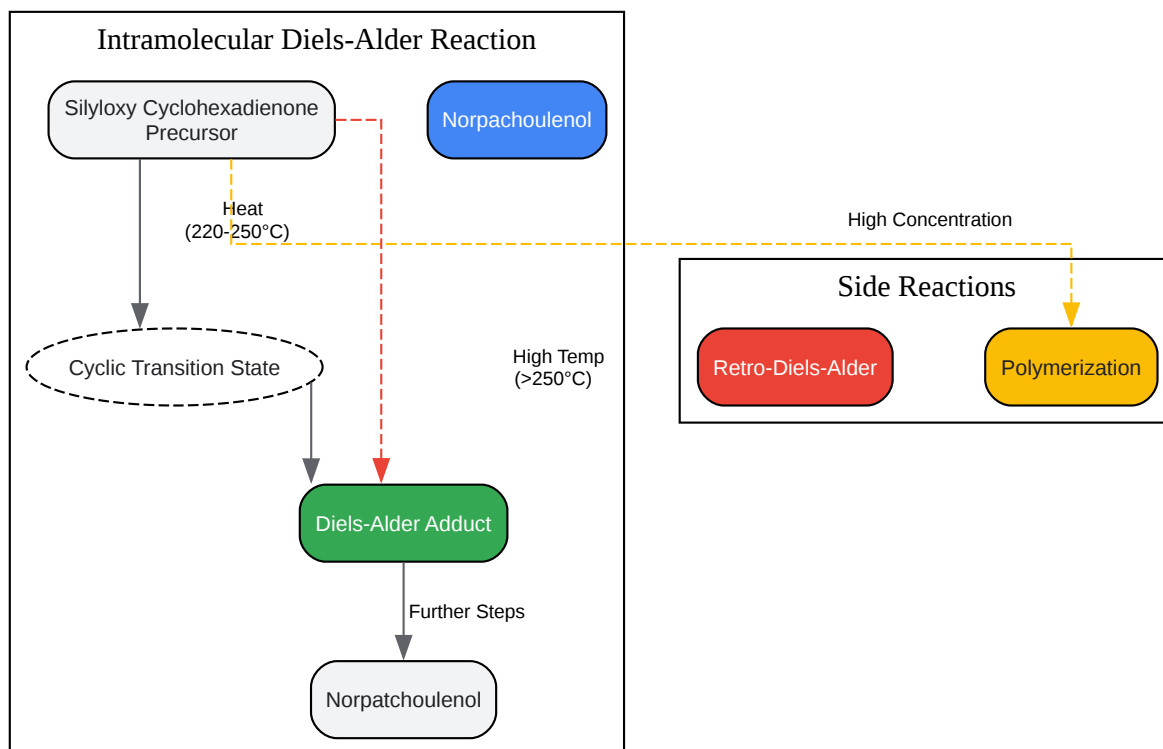 Intramolecular Diels-Alder Reaction
Silyloxy Cyclohexadienone
Precursor
Norpachoulenol
Heat
(220-250°C)
High Concentration
Side Reactions
Cyclic Transition State
High Temp
(>250°C)
Retro-Diels-Alder
Polymerization
Diels-Alder Adduct
Further Steps
Norpatchoulenol